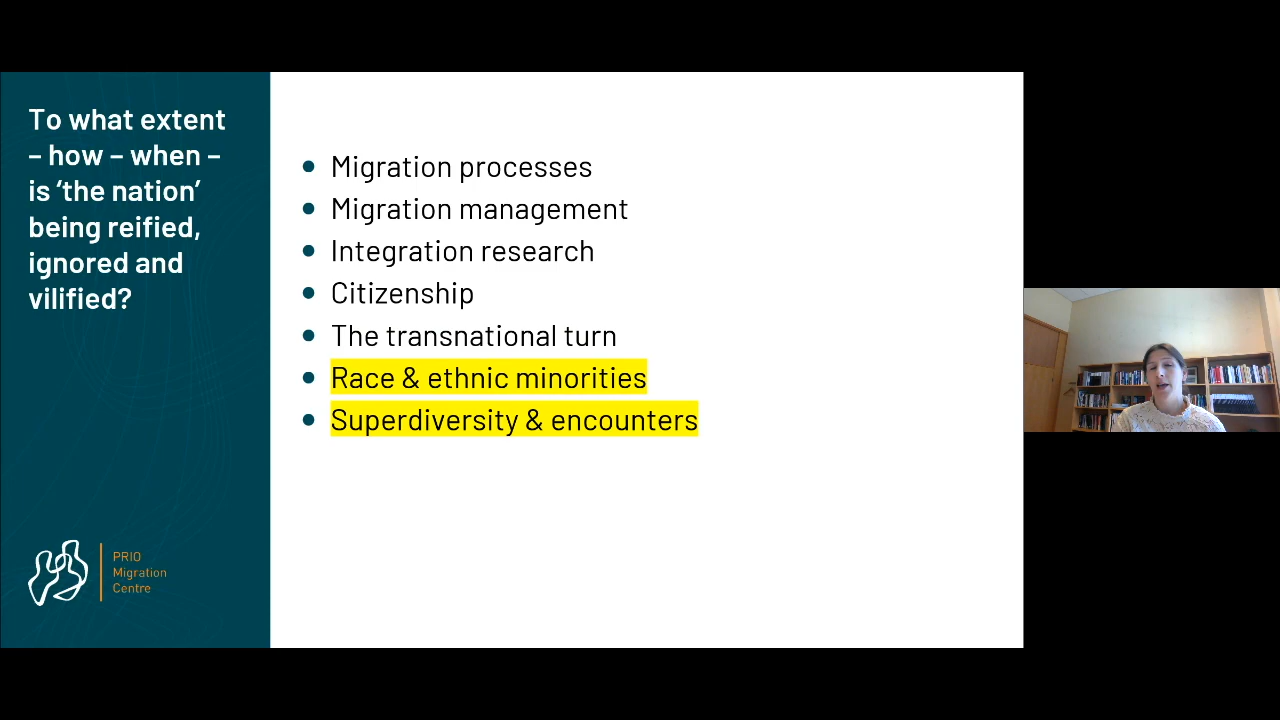 To what extent
– how – when –
is ‘the nation’
being reified,
ignored and
vilified?
• Migration processes
• Migration management
• Integration research
• Citizenship
• The transnational turn
• Race & ethnic minorities
• Superdiversity & encounters
PRIO
Migration
Centre